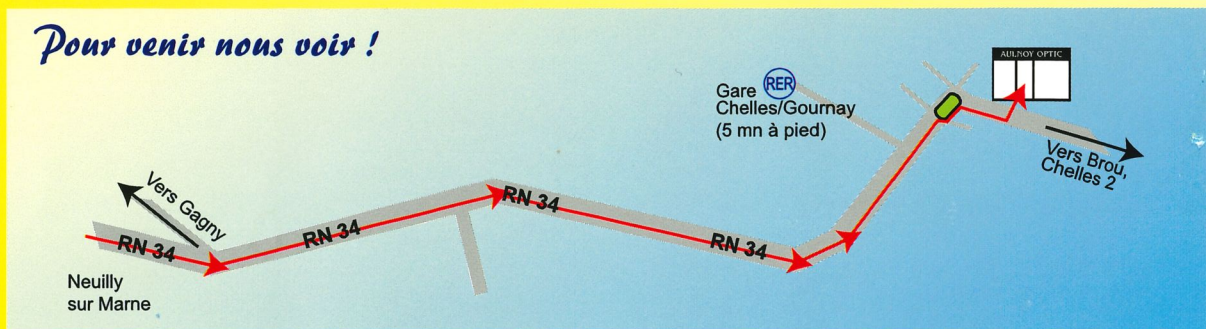 Pour venir nous voir !
AULNOY OPTIC
RER
Gare
Chelles/Gournay
(5 mn à pied)
Vers Brou,
Chelles 2
Vers Gagny
RN 34
RN 34
RN 34
RN 34
Neuilly
sur Marne